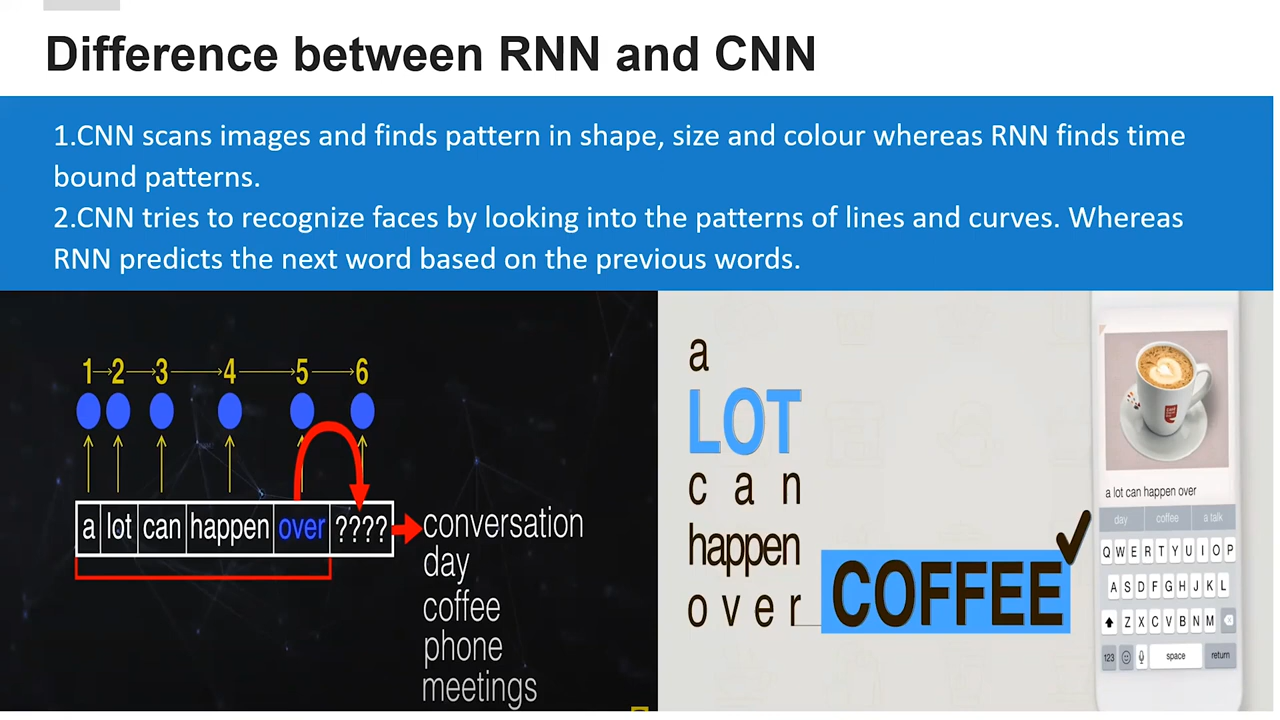 Difference between RNN and CNN
1.CNN scans images and finds pattern in shape, size and colour whereas RNN finds time
bound patterns.
2.CNN tries to recognize faces by looking into the patterns of lines and curves. Whereas
RNN predicts the next word based on the previous words.
1 2 3 4 5 6
a lot can happen over ????
conversation
day
coffee
phone
meetings
a
LOT
can
happen
over COFFEE
a lot can happen over
day coffee a talk
Q W E R T Y U I O P
A S D F G H J K L
Z X C V B N M
123 space return